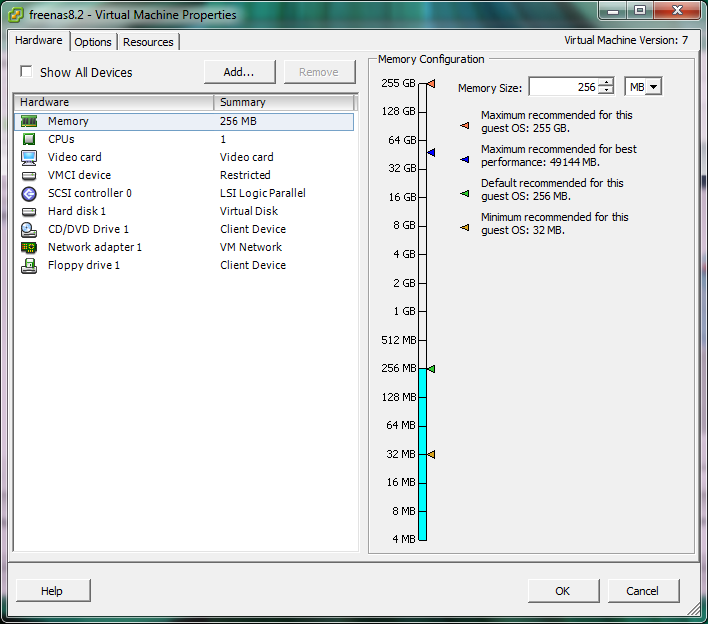 freenas8.2 - Virtual Machine Properties
Hardware Options Resources Virtual Machine Version: 7
Show All Devices Add... Remove
Hardware Summary
Memory 256 MB
CPUs 1
Video card Video card
VMCI device Restricted
SCSI controller 0 LSI Logic Parallel
Hard disk 1 Virtual Disk
CD/DVD Drive 1 Client Device
Network adapter 1 VM Network
Floppy drive 1 Client Device
Memory Configuration
255 GB
128 GB
64 GB
32 GB
16 GB
8 GB
4 GB
2 GB
1 GB
512 MB
256 MB
128 MB
64 MB
32 MB
16 MB
8 MB
4 MB
Memory Size: 256 MB
Maximum recommended for this
guest OS: 255 GB.
Maximum recommended for best
performance: 49144 MB.
Default recommended for this
guest OS: 256 MB.
Minimum recommended for this
guest OS: 32 MB.
Help OK Cancel